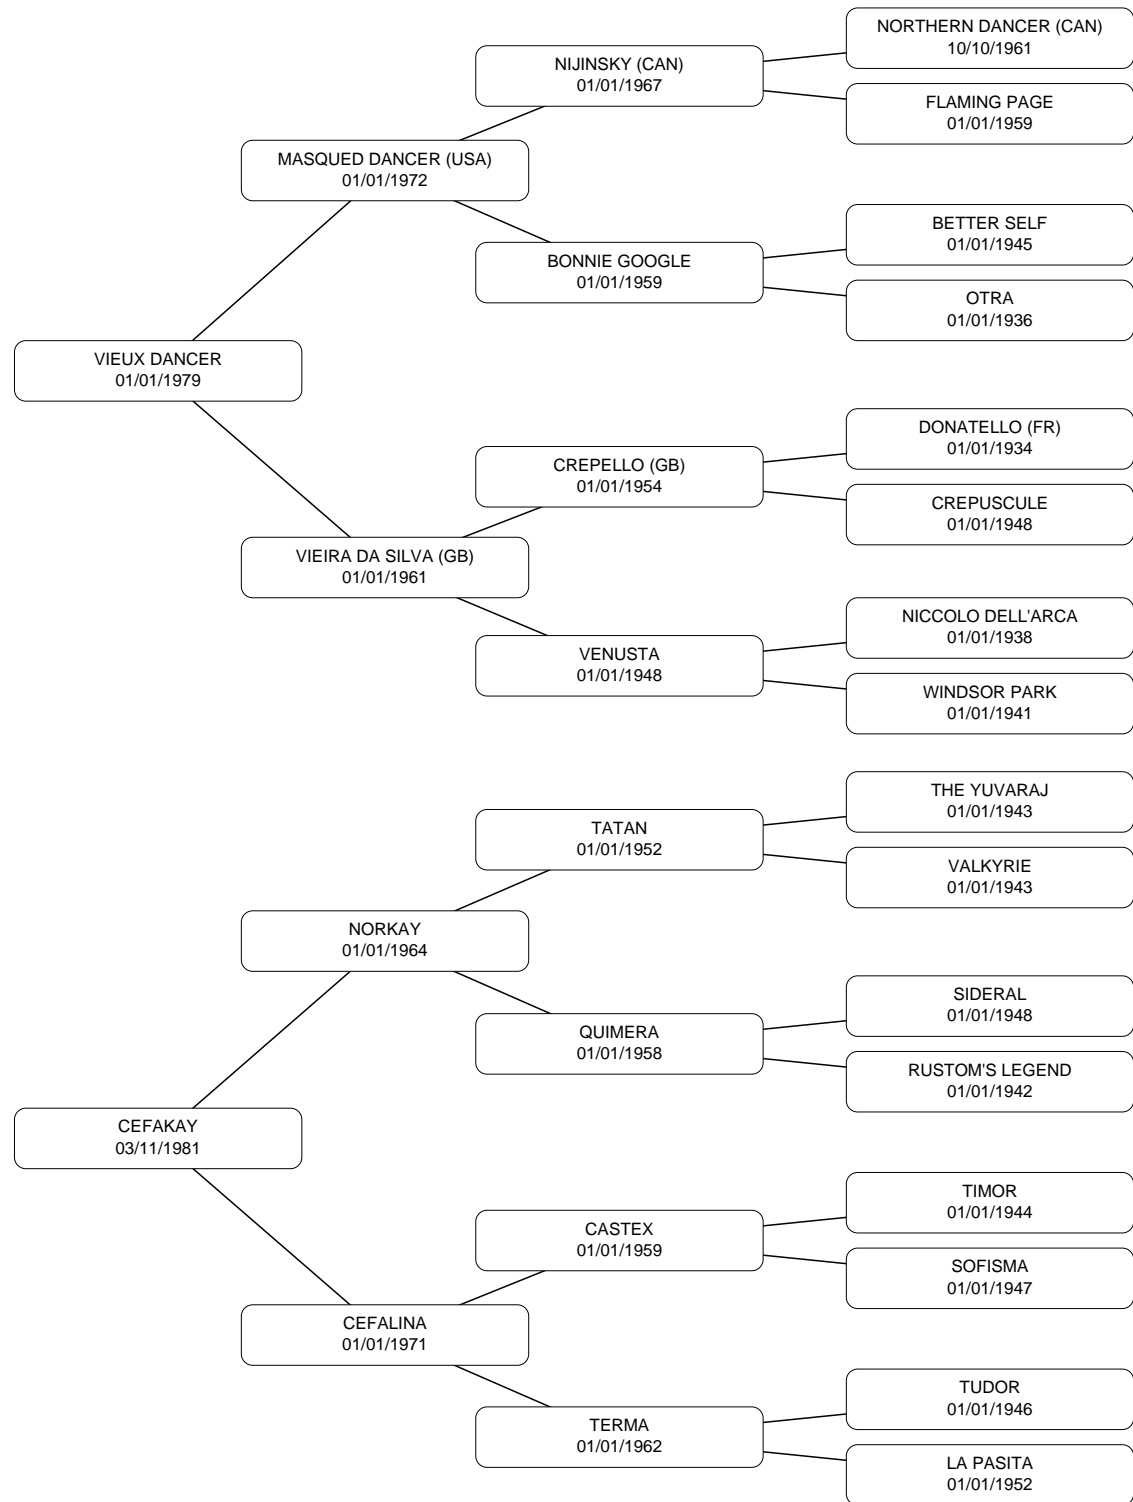 NORTHERN DANCER (CAN)
10/10/1961
NIJINSKY (CAN)
01/01/1967
FLAMING PAGE
01/01/1959
MASQUED DANCER (USA)
01/01/1972
BETTER SELF
01/01/1945
BONNIE GOOGLE
01/01/1959
OTRA
01/01/1936
VIEUX DANCER
01/01/1979
DONATELLO (FR)
01/01/1934
CREPELLO (GB)
01/01/1954
CREPUSCULE
01/01/1948
VIEIRA DA SILVA (GB)
01/01/1961
NICCOLO DELL'ARCA
01/01/1938
VENUSTA
01/01/1948
WINDSOR PARK
01/01/1941
THE YUVARAJ
01/01/1943
TATAN
01/01/1952
VALKYRIE
01/01/1943
NORKAY
01/01/1964
SIDERAL
01/01/1948
QUIMERA
01/01/1958
RUSTOM'S LEGEND
01/01/1942
CEFAKAY
03/11/1981
TIMOR
01/01/1944
CASTEX
01/01/1959
SOFISMA
01/01/1947
CEFALINA
01/01/1971
TUDOR
01/01/1946
TERMA
01/01/1962
LA PASITA
01/01/1952